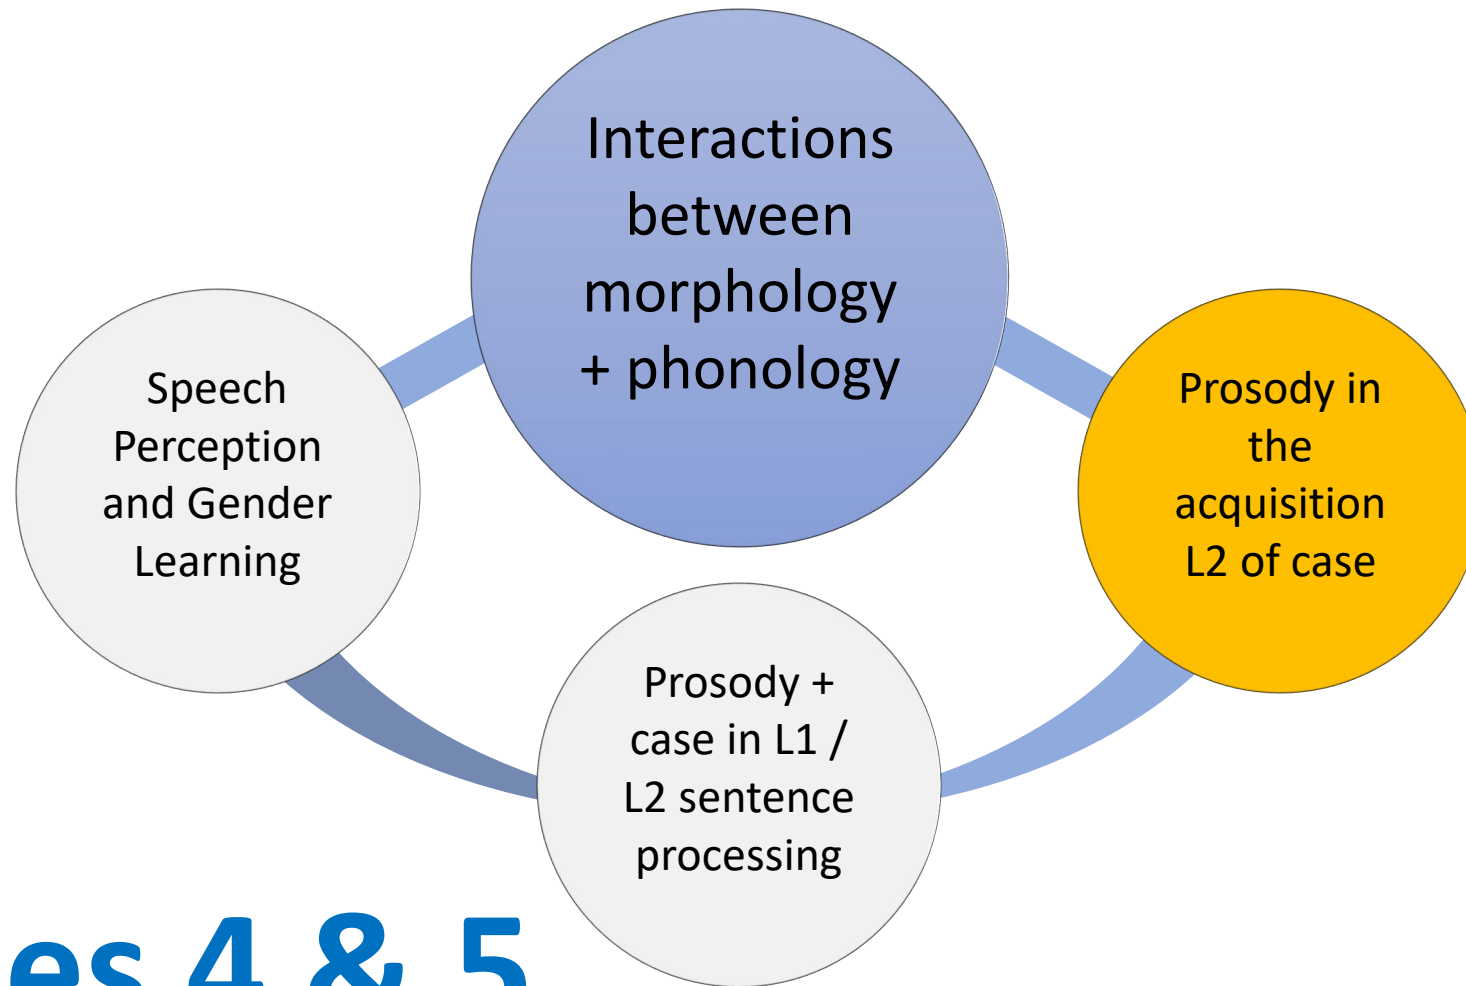 Interactions
between
morphology
+ phonology
Speech
Perception
and Gender
Learning
Prosody in
the
acquisition
L2 of case
Prosody +
case in L1 /
L2 sentence
processing
es 4 & 5